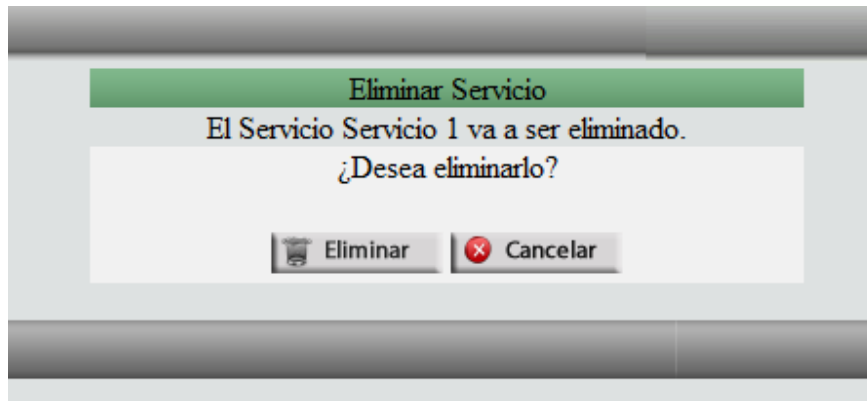 Eliminar Servicio
El Servicio Servicio 1 va a ser eliminado.
¿Desea eliminarlo?
Eliminar Cancelar